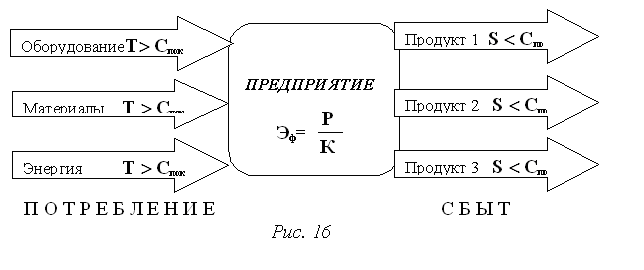 Оборудование T> Cпок
Продукт 1 S < Cпр
ПРЕДПРИЯТИЕ
Материалы T > Cпок
Продукт 2 S < Cпр
Эф= P
K
Энергия T > Cпок
Продукт 3 S < Cпр
ПОТРЕБЛЕНИЕ
СБЫТ
Рис. 1б